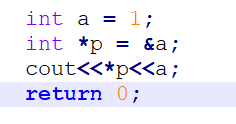 int a = 1;
int *p = &a;
cout<<*p<<a;
return 0;